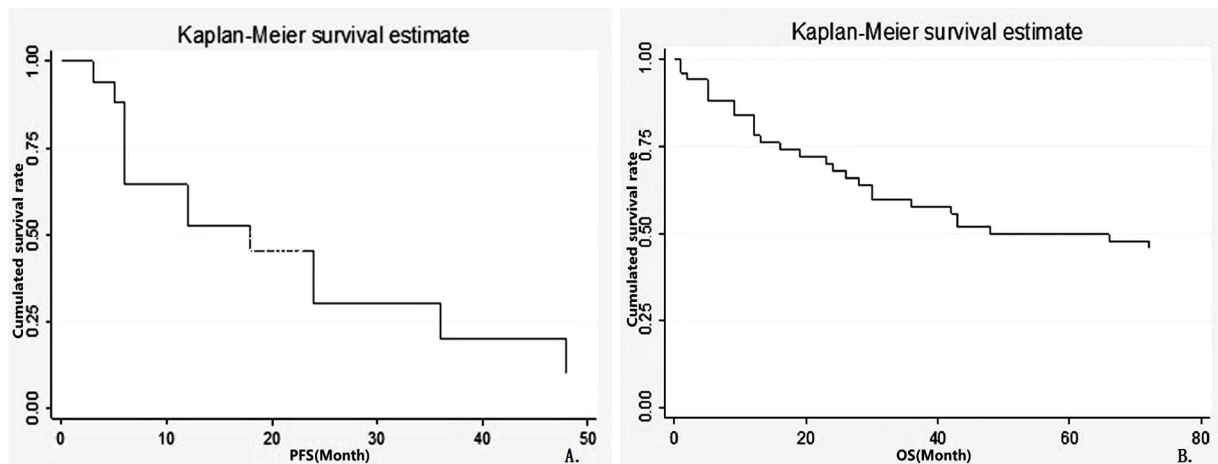 Kaplan-Meier survival estimate
Cumulated survival rate
1.00
0.75
0.50
0.25
0.00
0 10 20 30 40 50
PFS(Month)
A.
Kaplan-Meier survival estimate
Cumulated survival rate
1.00
0.75
0.50
0.25
0.00
0 20 40 60 80
OS(Month)
B.